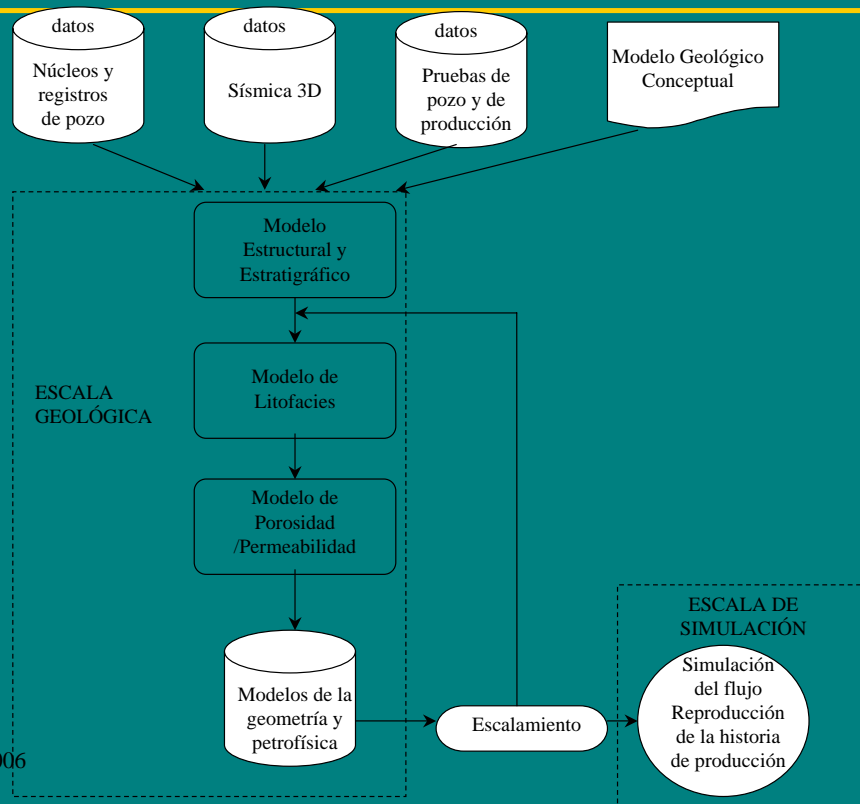 datos
Núcleos y
registros
de pozo
datos
Sísmica 3D
datos
Pruebas de
pozo y de
producción
Modelo Geológico
Conceptual
Modelo
Estructural y
Estratigráfico
ESCALA
GEOLÓGICA
Modelo de
Litofacies
Modelo de
Porosidad
/Permeabilidad
Modelos de la
geometría y
petrofísica
Escalamiento
ESCALA DE
SIMULACIÓN
Simulación
del flujo
Reproducción
de la historia
de producción